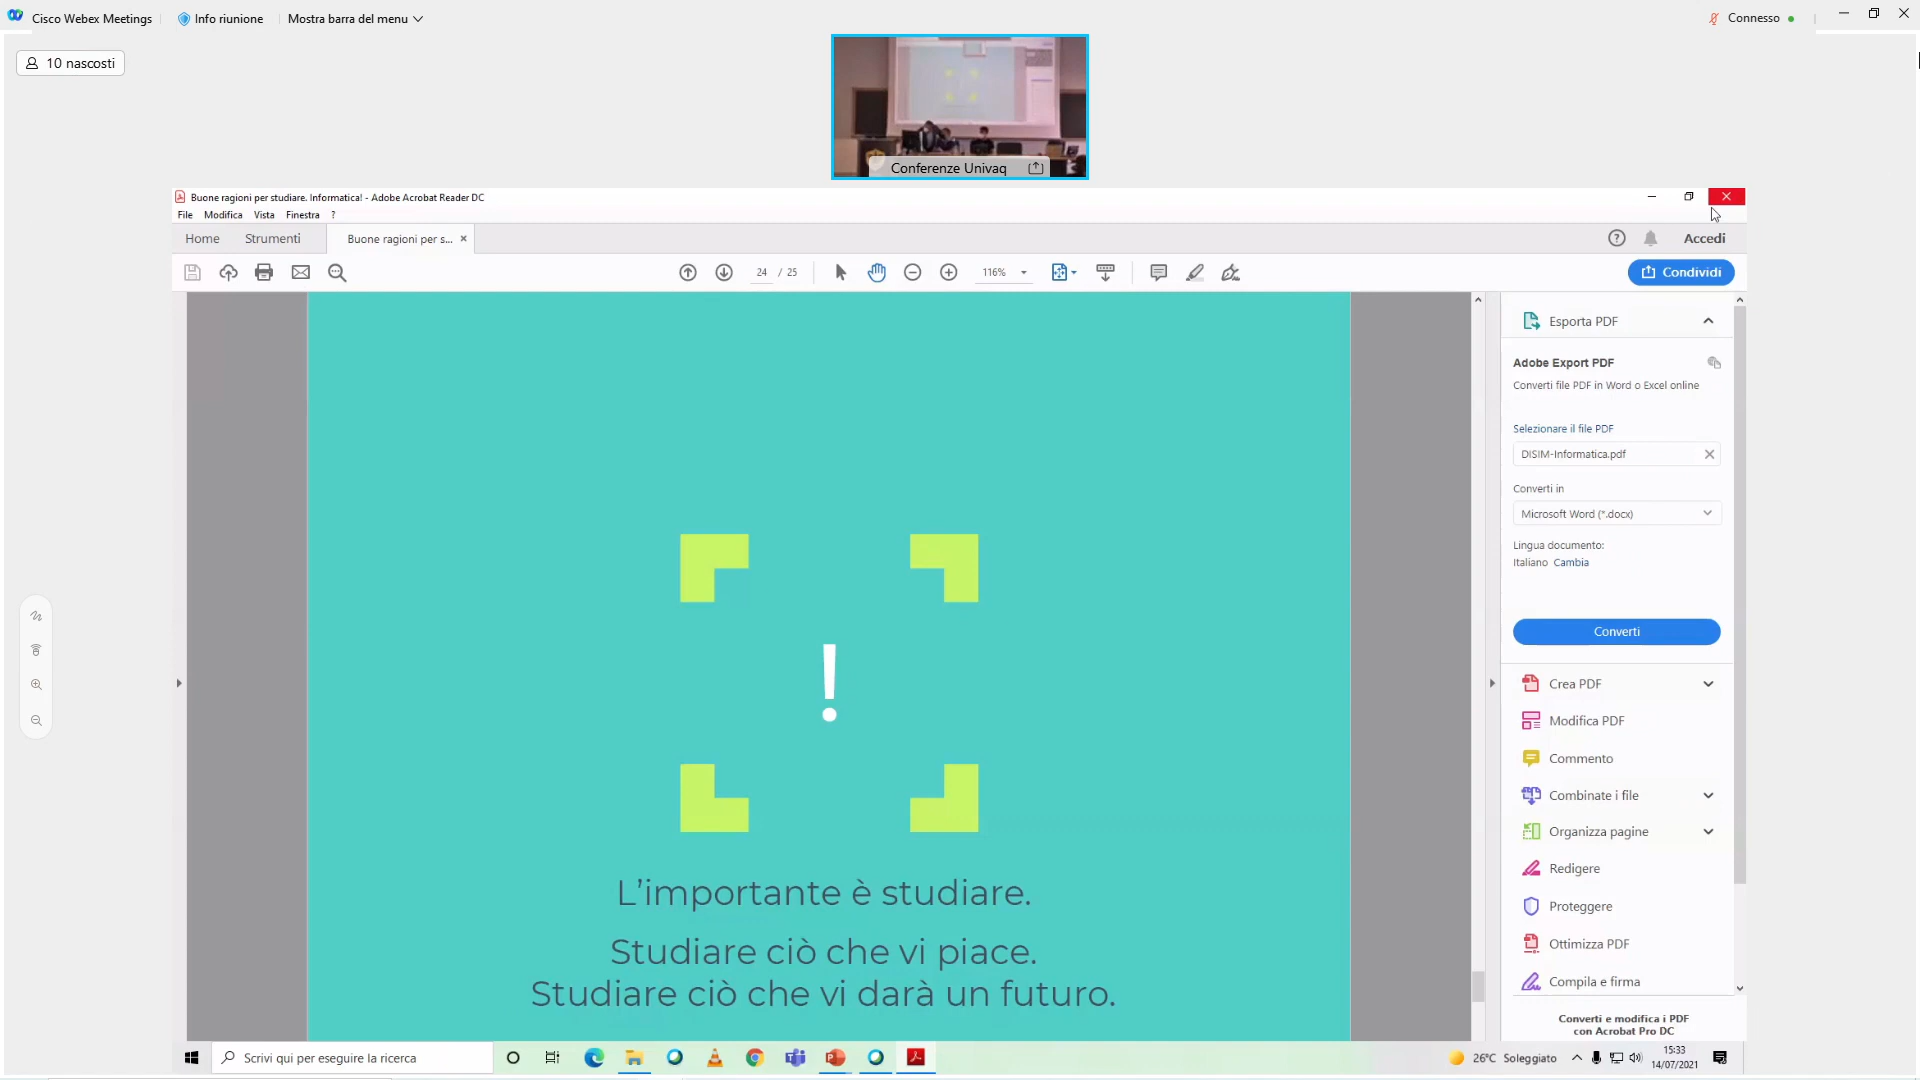 Cisco Webex Meetings
Info riunione
Mostra barra del menu
Connesso
10 nascosti
Conferenze Univaq
Buone ragioni per studiare. Informatica! - Adobe Acrobat Reader DC
File Modifica Vista Finestra ?
Home Strumenti Buone ragioni per s... Accedi
24 / 25
116%
Condividi
Esporta PDF
Adobe Export PDF
Converti file PDF in Word o Excel online
Selezionare il file PDF
DISIM-Informatica.pdf
Converti in
Microsoft Word (*.docx)
Lingua documento:
Italiano Cambia
Converti
Crea PDF
Modifica PDF
Commento
Combinate i file
Organizza pagine
Redigere
Proteggere
Ottimizza PDF
Compila e firma
Converti e modifica i PDF
con Acrobat Pro DC
!
L’importante è studiare.
Studiare ciò che vi piace.
Studiare ciò che vi darà un futuro.
Scrivi qui per eseguire la ricerca
26°C Soleggiato
15:33
14/07/2021